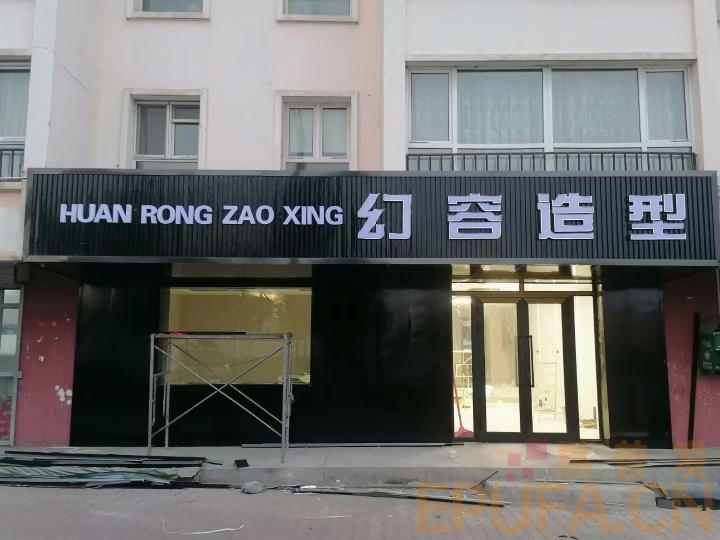 HUAN RONG ZAO XING 幻容造型
EPUFA.CN